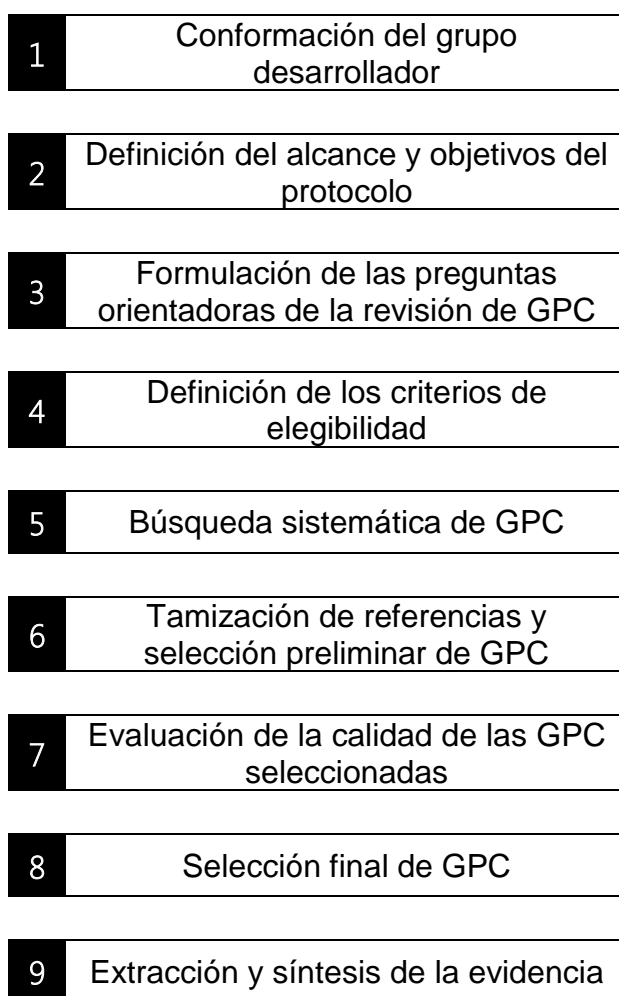 1
Conformación del grupo
desarrollador
2
Definición del alcance y objetivos del
protocolo
3
Formulación de las preguntas
orientadoras de la revisión de GPC
4
Definición de los criterios de
elegibilidad
5
Búsqueda sistemática de GPC
6
Tamización de referencias y
selección preliminar de GPC
7
Evaluación de la calidad de las GPC
seleccionadas
8
Selección final de GPC
9
Extracción y síntesis de la evidencia